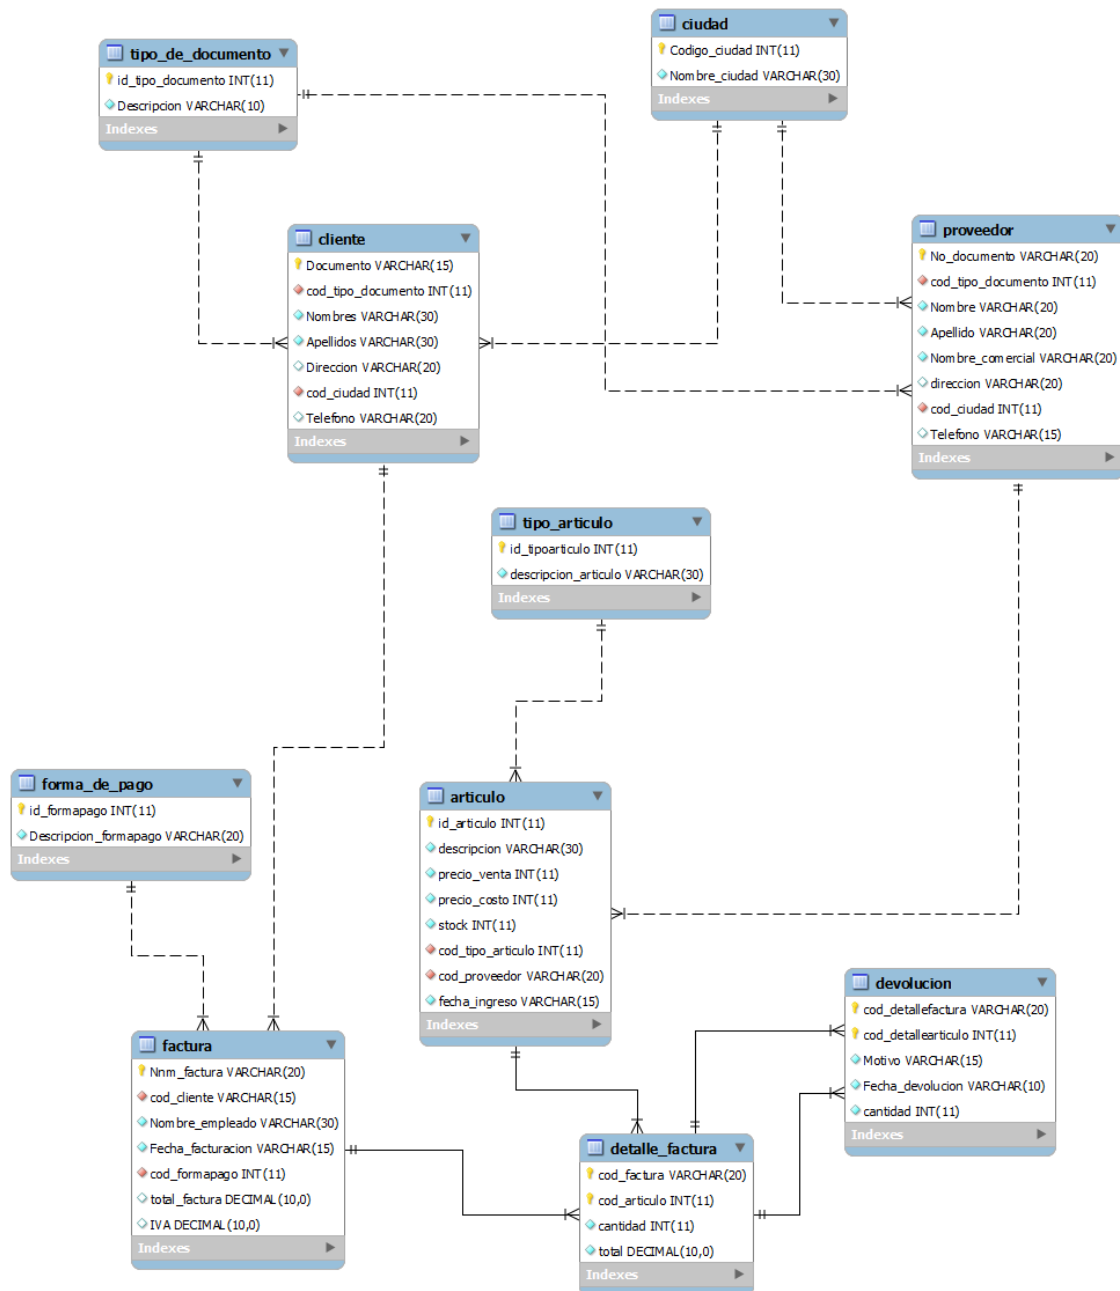 tipo_de_documento
id_tipo_documento INT(11)
Descripcion VARCHAR(10)
Indexes
ciudad
Codigo_ciudad INT(11)
Nombre_ciudad VARCHAR(30)
Indexes
cliente
Documento VARCHAR(15)
cod_tipo_documento INT(11)
Nombres VARCHAR(30)
Apellidos VARCHAR(30)
Direccion VARCHAR(20)
cod_ciudad INT(11)
Telefono VARCHAR(20)
Indexes
proveedor
No_documento VARCHAR(20)
cod_tipo_documento INT(11)
Nombre VARCHAR(20)
Apellido VARCHAR(20)
Nombre_comercial VARCHAR(20)
direccion VARCHAR(20)
cod_ciudad INT(11)
Telefono VARCHAR(15)
Indexes
tipo_articulo
id_tipoarticulo INT(11)
descripcion_articulo VARCHAR(30)
Indexes
forma_de_pago
id_formapago INT(11)
Descripcion_formapago VARCHAR(20)
Indexes
articulo
id_articulo INT(11)
descripcion VARCHAR(30)
precio_venta INT(11)
precio_costo INT(11)
stock INT(11)
cod_tipo_articulo INT(11)
cod_proveedor VARCHAR(20)
fecha_ingreso VARCHAR(15)
Indexes
devolucion
cod_detallefactura VARCHAR(20)
cod_detallearticulo INT(11)
Motivo VARCHAR(15)
Fecha_devolucion VARCHAR(10)
cantidad INT(11)
Indexes
factura
Nnm_factura VARCHAR(20)
cod_cliente VARCHAR(15)
Nombre_empleado VARCHAR(30)
Fecha_facturacion VARCHAR(15)
cod_formapago INT(11)
total_factura DECIMAL(10,0)
IVA DECIMAL(10,0)
Indexes
detalle_factura
cod_factura VARCHAR(20)
cod_articulo INT(11)
cantidad INT(11)
total DECIMAL(10,0)
Indexes